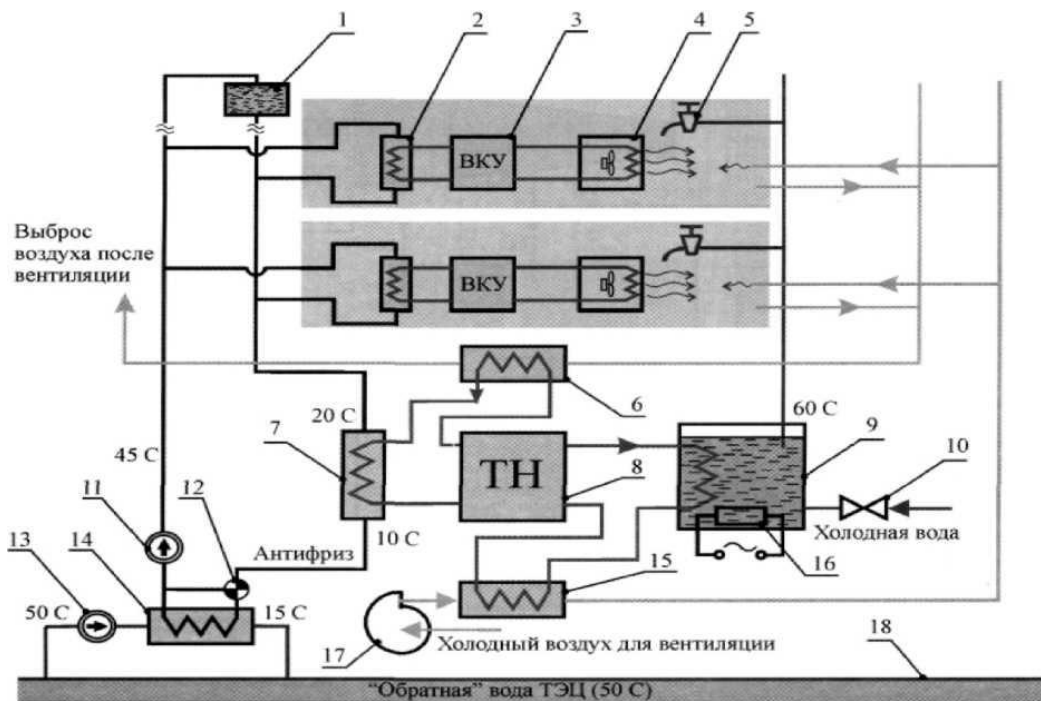 1
2
3
4
5
ВКУ
Выброс
воздуха после
вентиляции
ВКУ
6
7
20 С
ТН
8
60 С
9
10
45 С
11
12
10 С
Холодная вода
13
14
Антифриз
16
15
50 С
15 С
17
Холодный воздух для вентиляции
18
“Обратная” вода ТЭЦ (50 С)